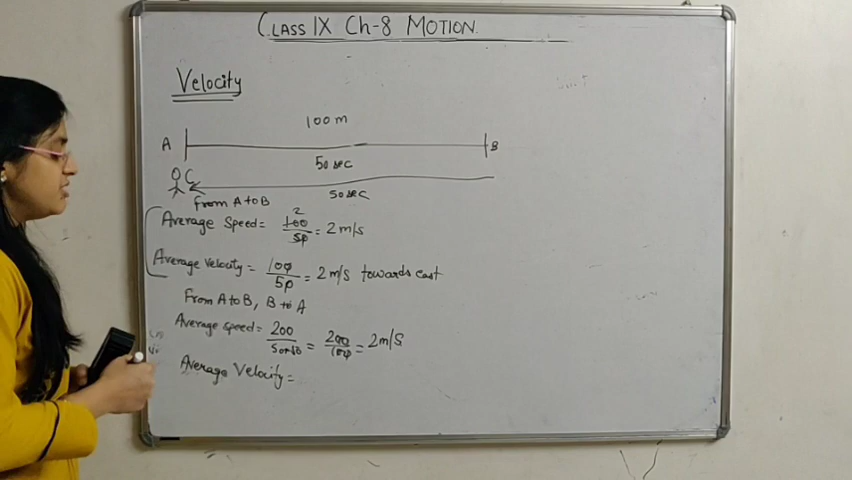 CLASS IX Ch-8 MOTION
Velocity
100 m
A B
50 sec
50 sec
From A to B
Average Speed = 100/50 2 = 2 m/s
Average Velocity = 100/50 = 2 m/s towards east
From A to B, B to A
Average speed = 200/50+50 = 200/100 = 2 m/s
Average Velocity =